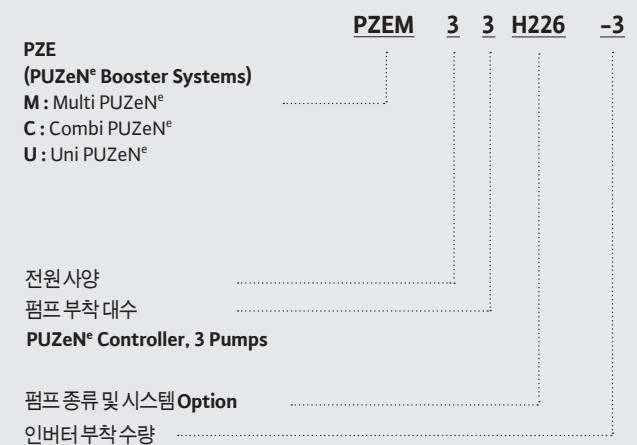 PZEM 3 3 H226 -3
PZE
(PUZeNᵉ Booster Systems)
M : Multi PUZeNᵉ
C : Combi PUZeNᵉ
U : Uni PUZeNᵉ
전원 사양
펌프 부착 대수
PUZeNᵉ Controller, 3 Pumps
펌프 종류 및 시스템 Option
인버터 부착 수량